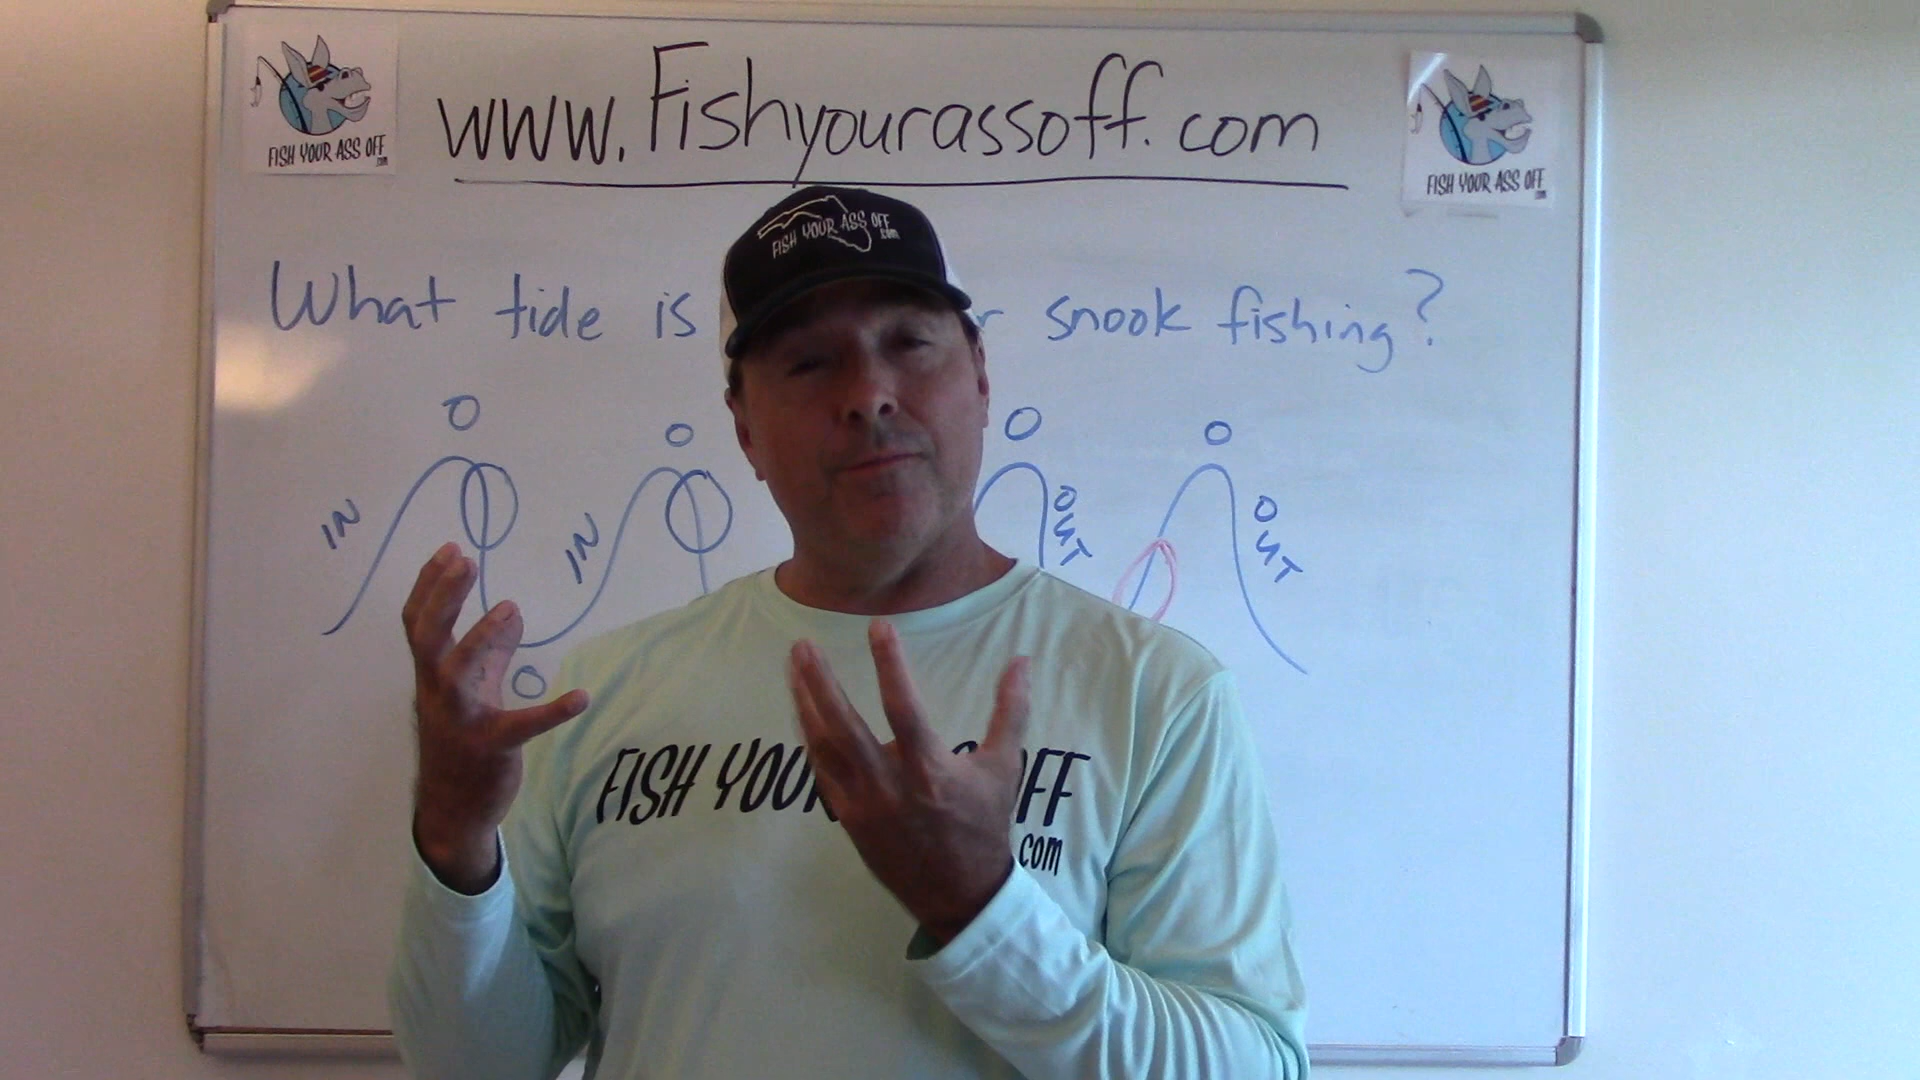 www.Fishyourassoff.com
FISH YOUR ASS OFF
.com
FISH YOUR ASS OFF
.com
FISH YOUR ASS OFF
.com
What tide is r snook fishing?
O O O O
IN IN OUT OUT
O
FISH YOU OFF
.com